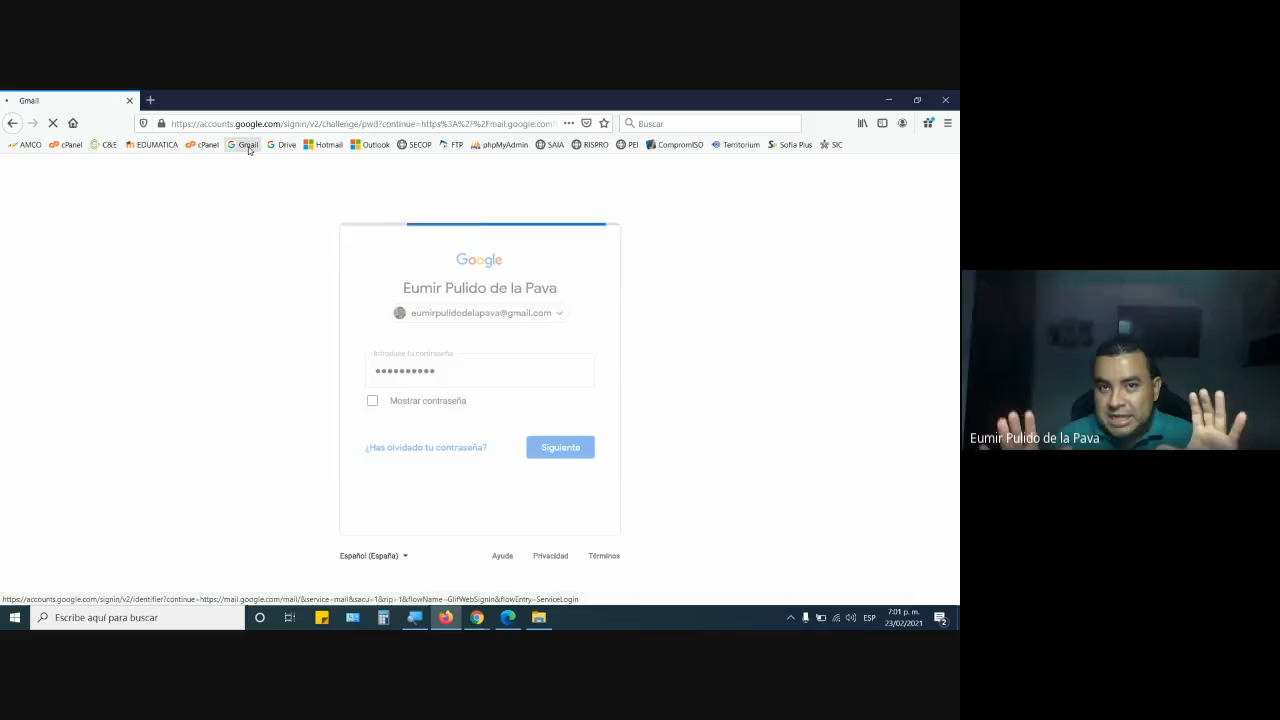 Gmail
https://accounts.google.com/signin/v2/challenge/pwd?continue=https%3A%2F%2Fmail.google.com
Buscar
AMCO cPanel C&E EDUMATICA cPanel Gmail Drive Hotmail Outlook SECOP FTP phpMyAdmin SAIA RISPRO PEI CompromISO Territorium Sofia Plus SIC
Google
Eumir Pulido de la Pava
eumirpulidodelapava@gmail.com
Introduce tu contraseña
••••••••••
Mostrar contraseña
¿Has olvidado tu contraseña?
Siguiente
Español (España)
Ayuda Privacidad Términos
https://accounts.google.com/signin/v2/identifier?continue=https://mail.google.com/mail/&service=mail&sacu=1&rip=1&flowName=GlifWebSignIn&flowEntry=ServiceLogin
Escribe aquí para buscar
ESP
7:01 p. m.
23/02/2021
2
Eumir Pulido de la Pava